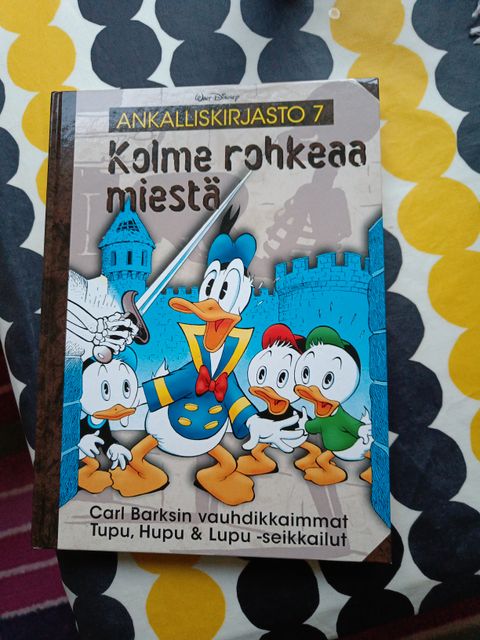 Walt Disney
ANKALLISKIRJASTO 7
Kolme rohkeaa
miestä
Carl Barksin vauhdikkaimmat
Tupu, Hupu & Lupu -seikkailut